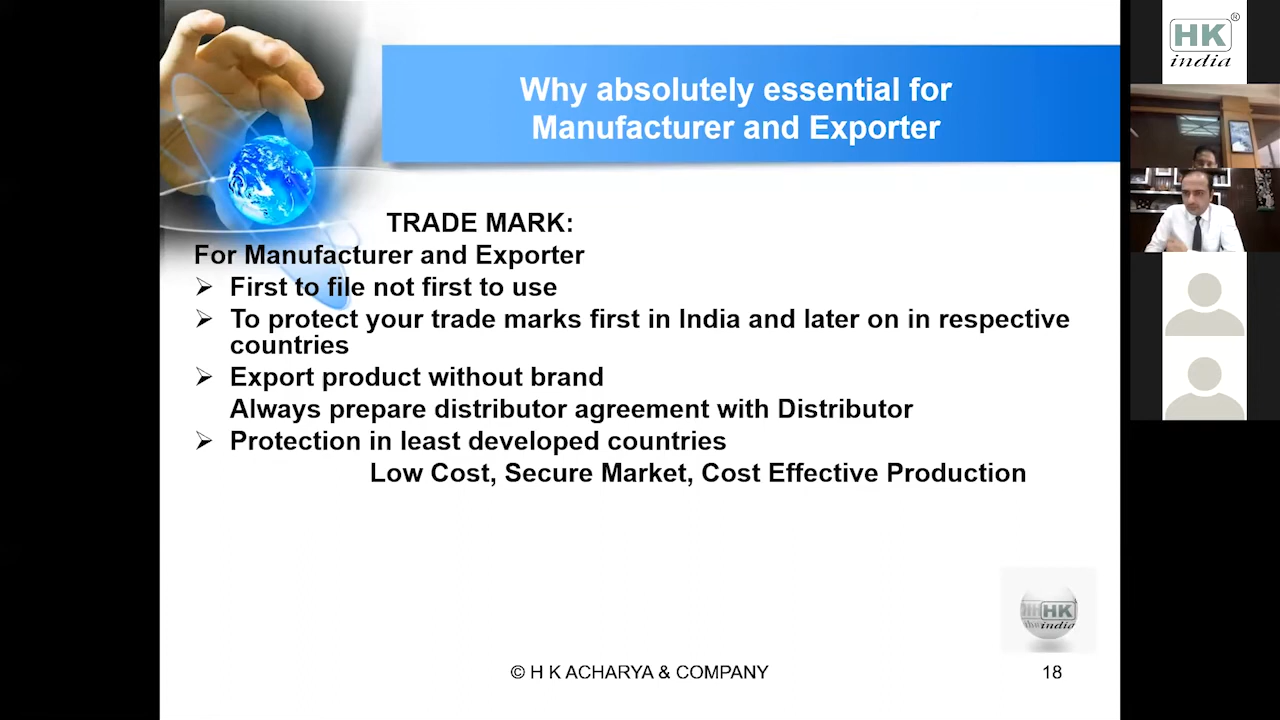 Why absolutely essential for
Manufacturer and Exporter
TRADE MARK:
For Manufacturer and Exporter
➢ First to file not first to use
➢ To protect your trade marks first in India and later on in respective
countries
➢ Export product without brand
Always prepare distributor agreement with Distributor
➢ Protection in least developed countries
Low Cost, Secure Market, Cost Effective Production
HK
india
© H K ACHARYA & COMPANY
18
HK®
india